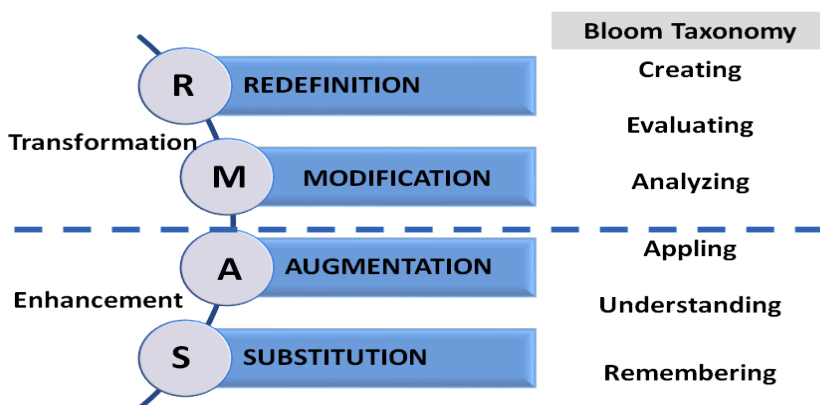 Bloom Taxonomy
R REDEFINITION
Creating
Transformation
Evaluating
M MODIFICATION
Analyzing
A AUGMENTATION
Appling
Enhancement
Understanding
S SUBSTITUTION
Remembering